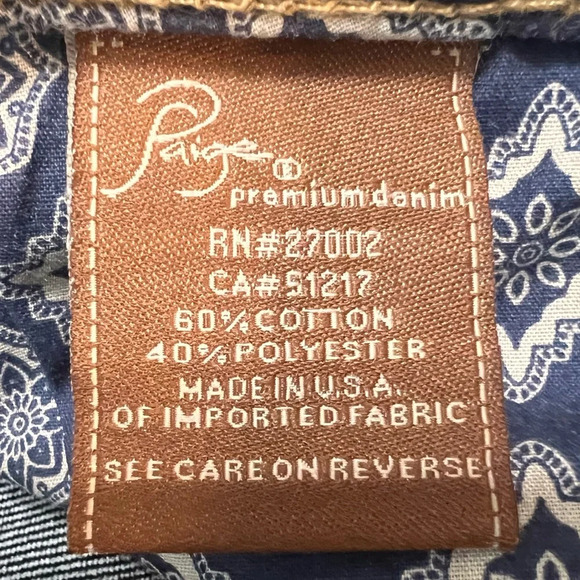 Paige®
premium denim
RN#27002
CA#51217
60% COTTON
40% POLYESTER
MADE IN U.S.A.
OF IMPORTED FABRIC
SEE CARE ON REVERSE